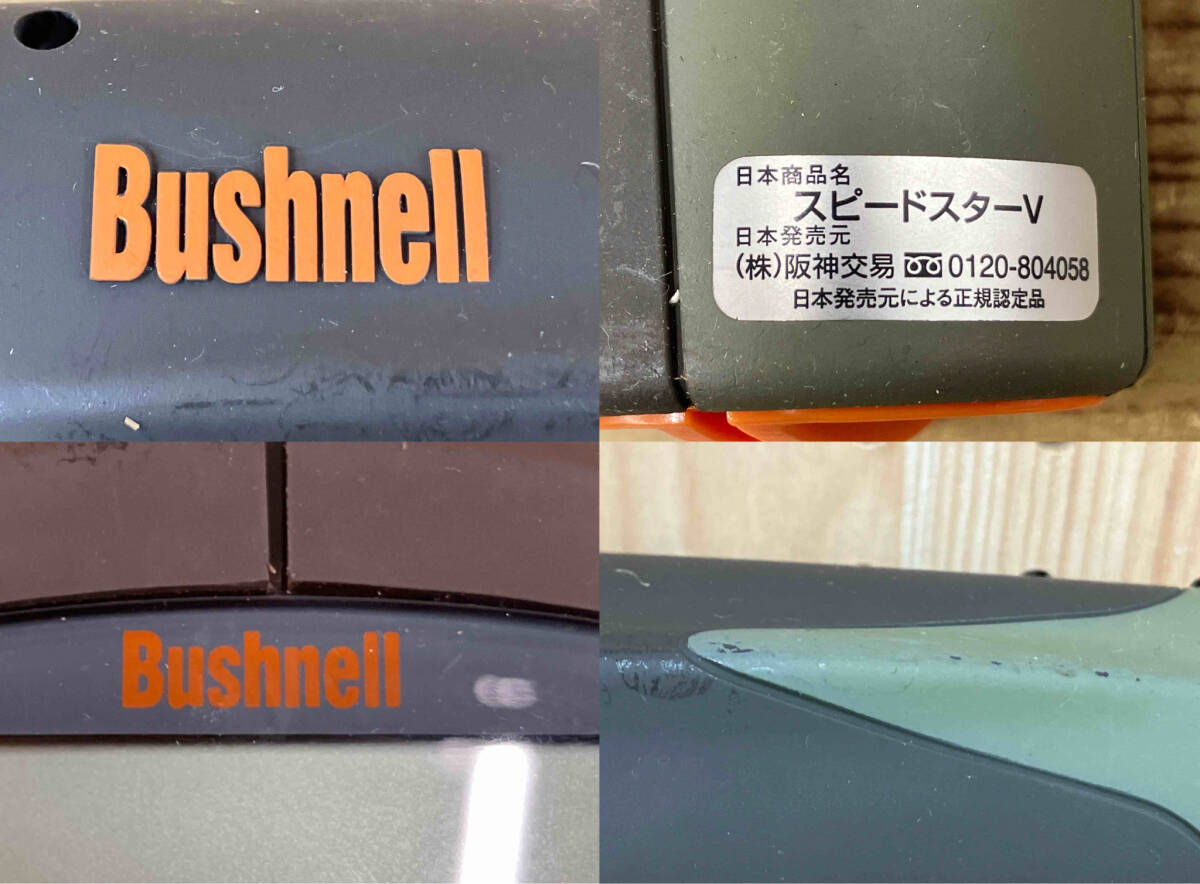 Bushnell
日本商品名
スピードスターV
日本発売元
(株)阪神交易 0120-804058
日本発売元による正規認定品
Bushnell